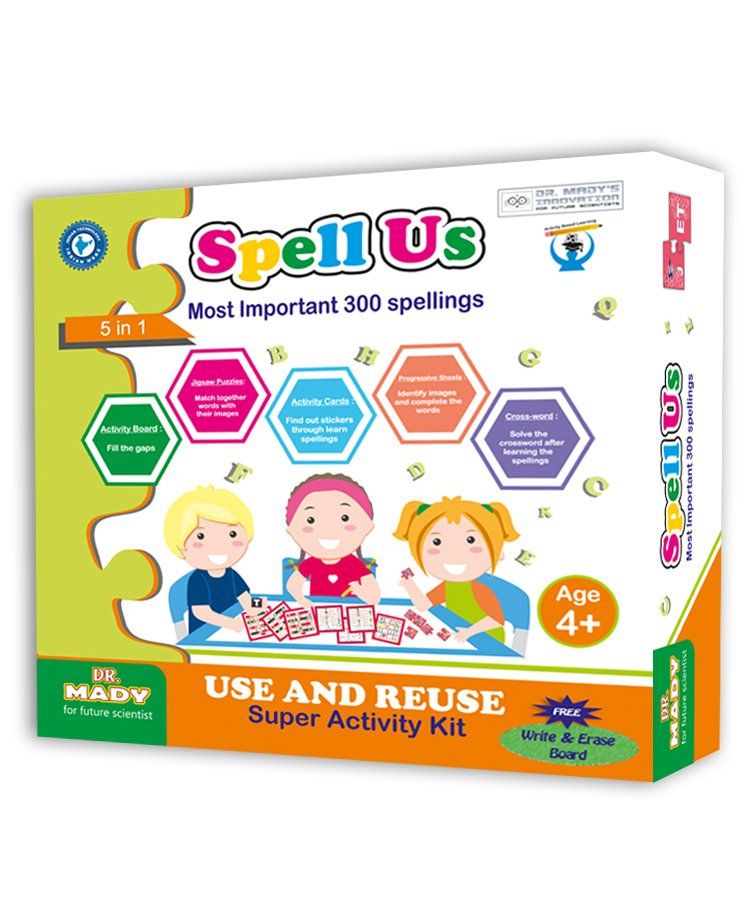 Spell Us
Most Important 300 spellings
5 in 1
DR. MADY'S
INNOVATION
FOR FUTURE SCIENTISTS
Activity Based Learning
Activity Board :
Fill the gaps
Jigsaw Puzzles:
Match together
words with
their images
Activity Cards :
Find out stickers
through learn
spellings
Progressive Sheets :
Identify images
and complete the
words
Cross-word :
Solve the
crossword after
learning the
spellings
B
H
G
Q
F
D
C
K
E
Age
4+
DR.
MADY
for future scientist
USE AND REUSE
Super Activity Kit
FREE
Write & Erase
Board
ET
J
Spell Us
Most Important 300 spellings
DR.
MADY
for future scientist